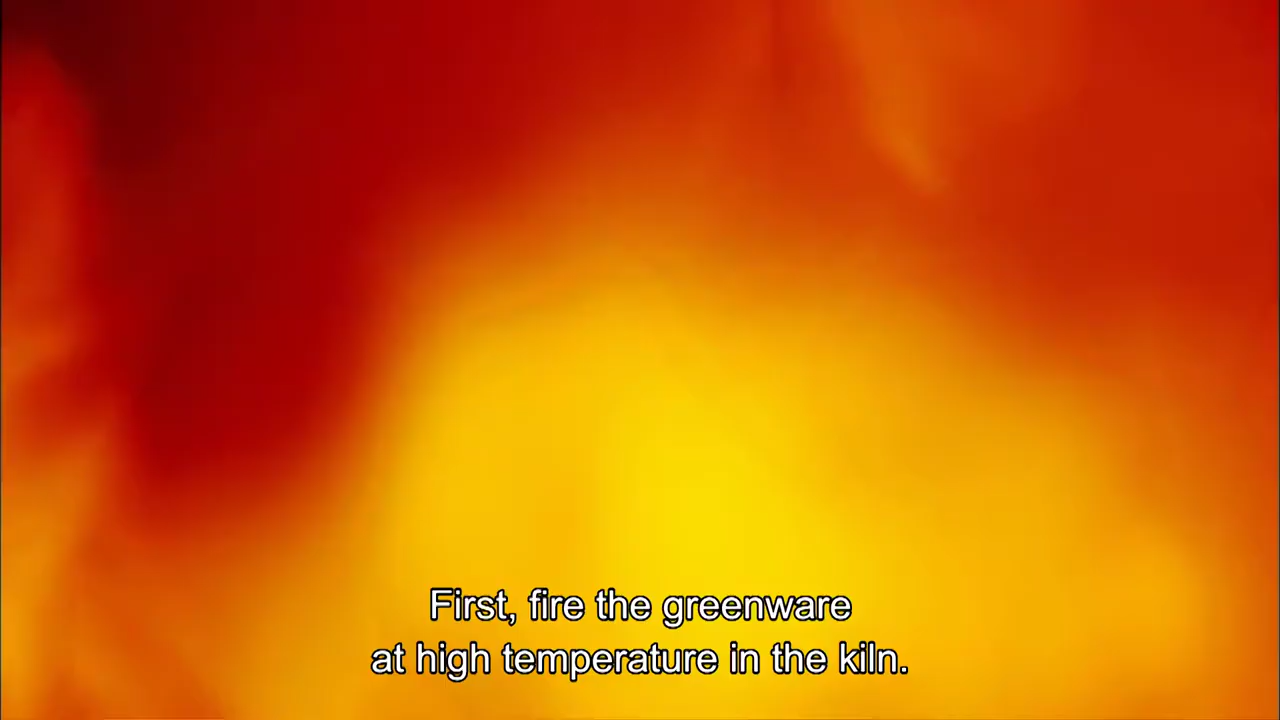 First, fire the greenware
at high temperature in the kiln.